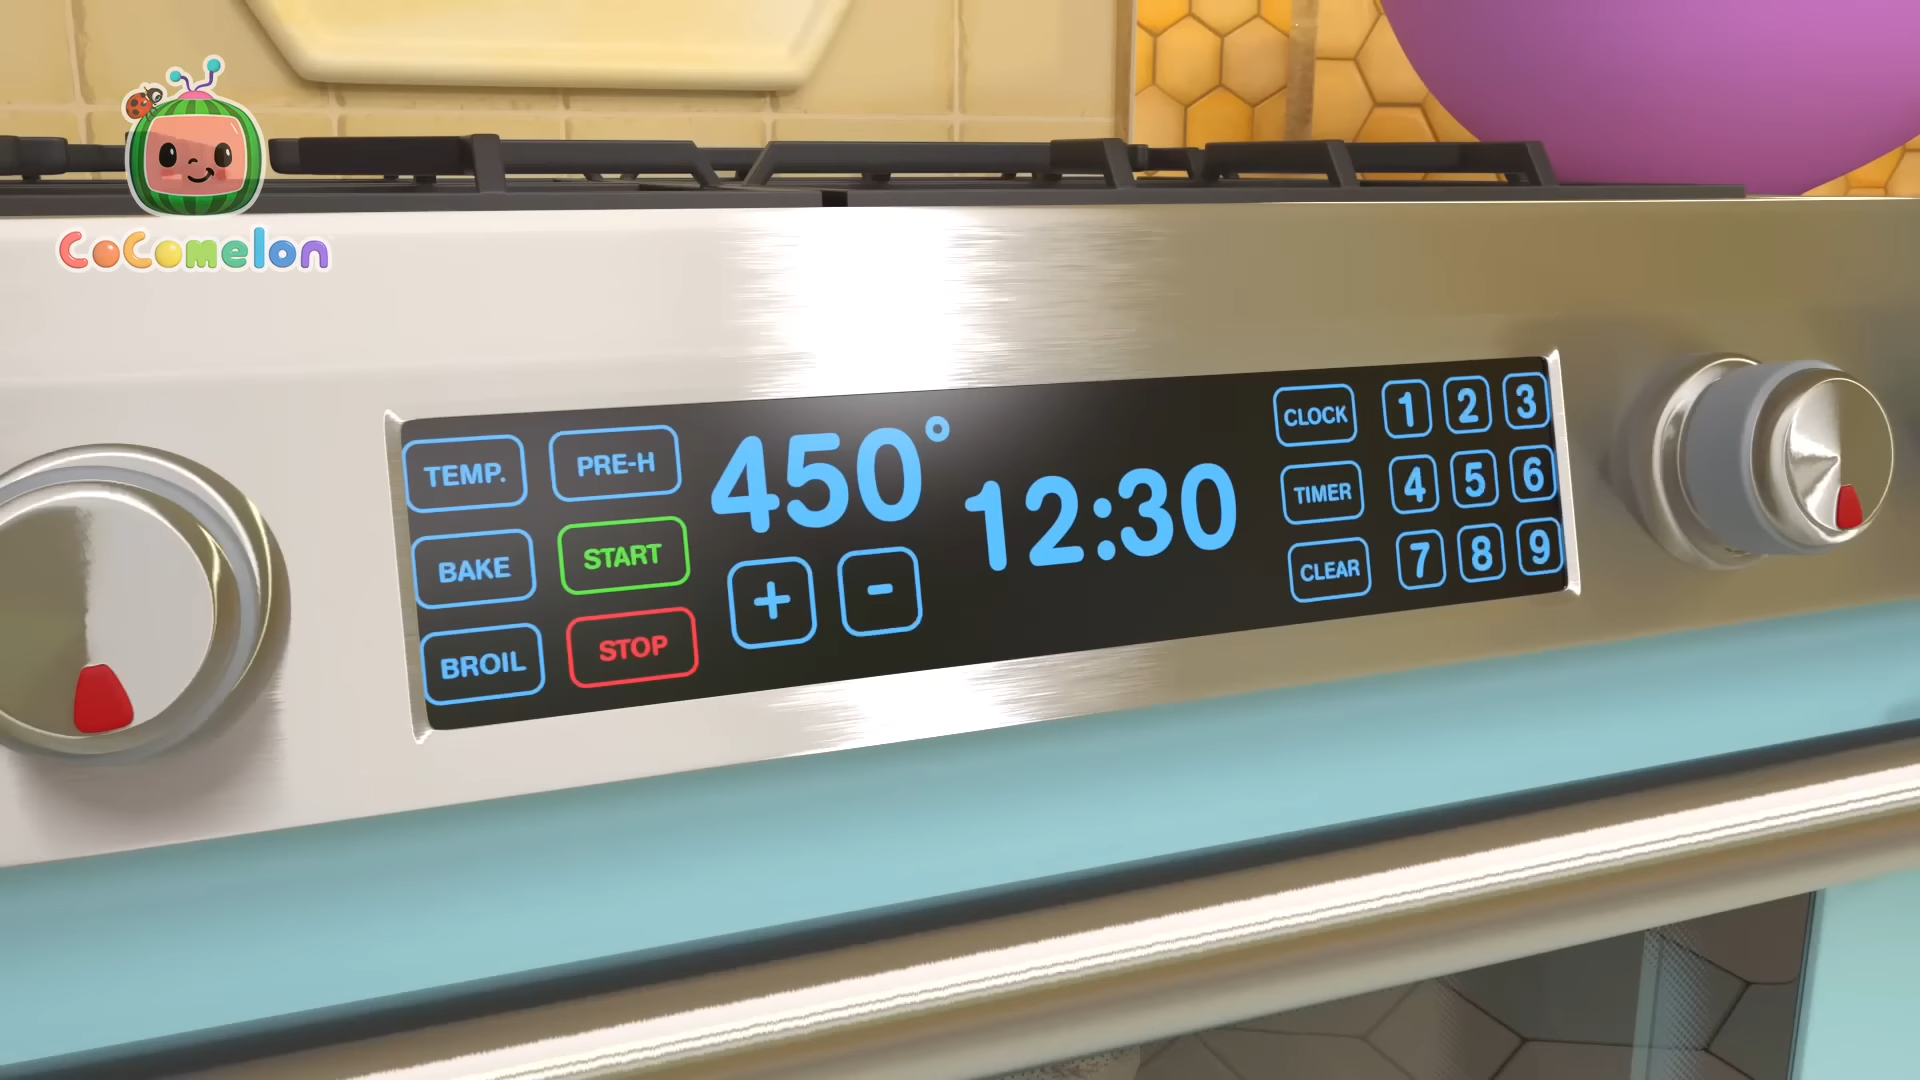 CoComelon
TEMP. PRE-H 450° 12:30 CLOCK 1 2 3
BAKE START + - TIMER 4 5 6
BROIL STOP CLEAR 7 8 9